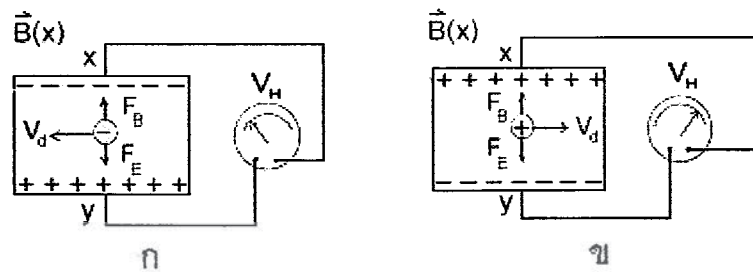 B⃗(x)
x
– – – – – – – – – –
V_H
F_B
V_d –
F_E
+ + + + + + +
y
ก
B⃗(x)
x
+ + + + + + +
V_H
F_B
+ V_d
F_E
– – – – – – – – – –
y
ข